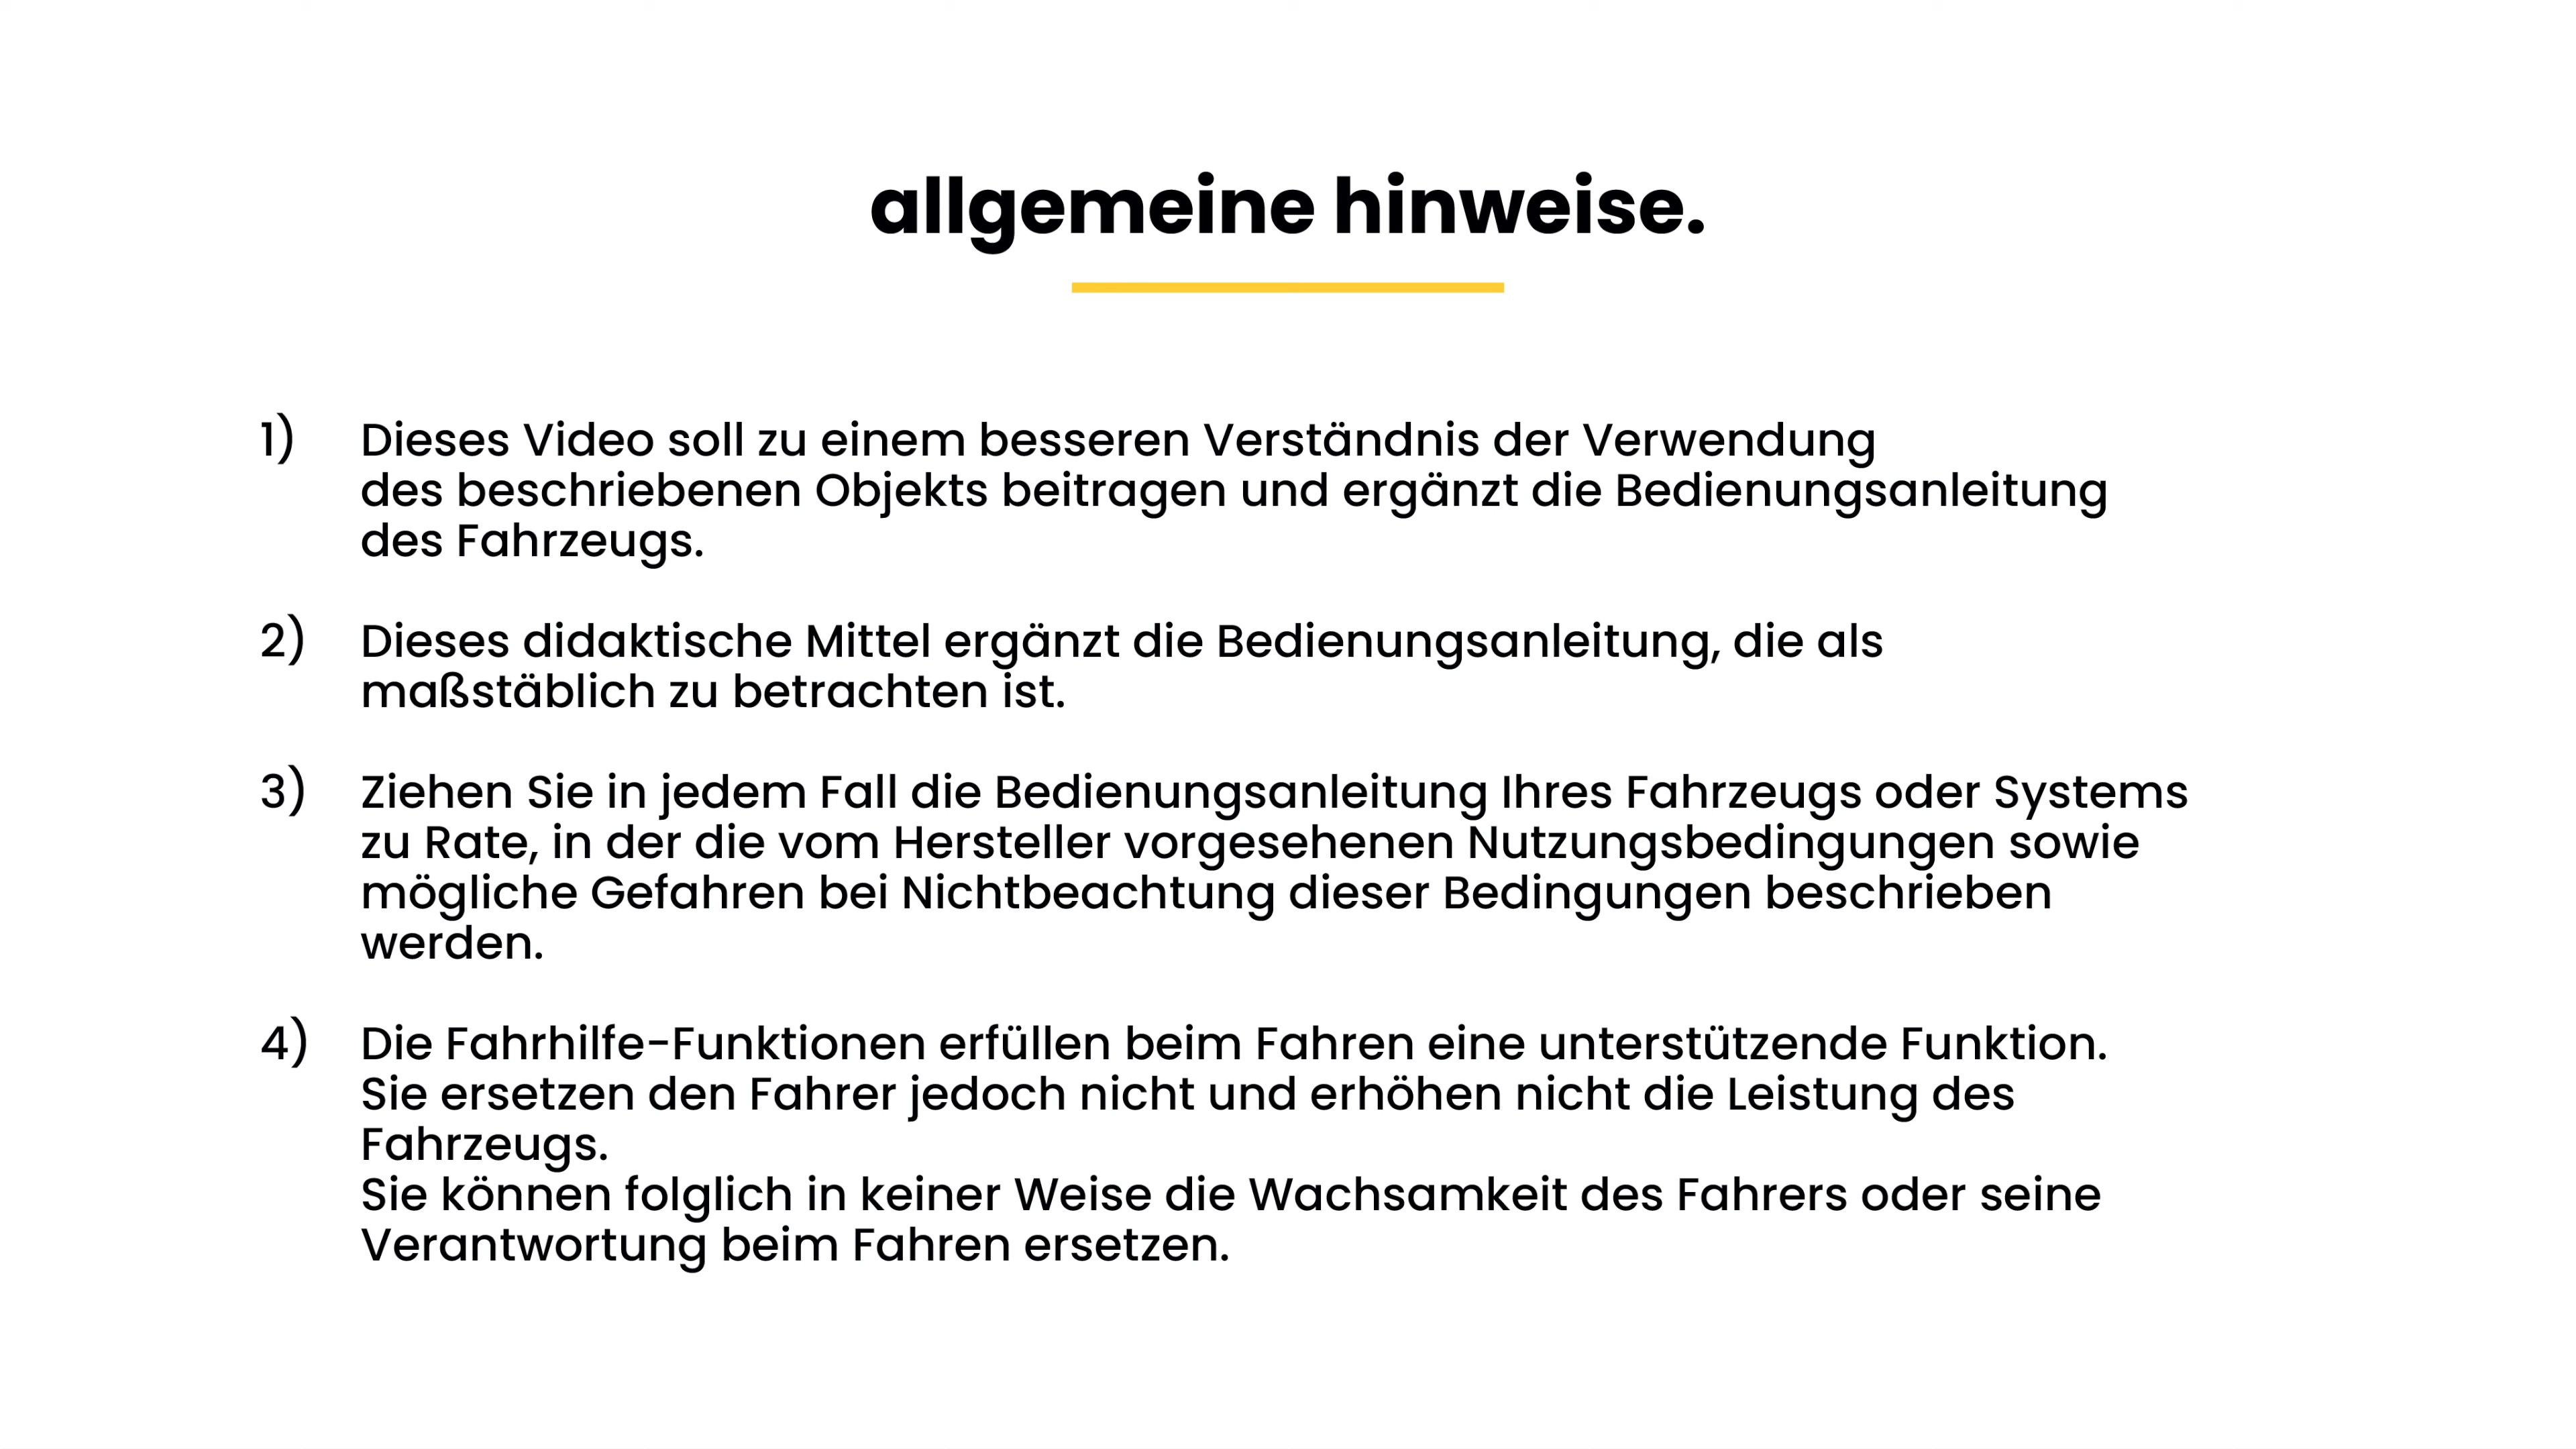 allgemeine hinweise.
1) Dieses Video soll zu einem besseren Verständnis der Verwendung
des beschriebenen Objekts beitragen und ergänzt die Bedienungsanleitung
des Fahrzeugs.
2) Dieses didaktische Mittel ergänzt die Bedienungsanleitung, die als
maßstäblich zu betrachten ist.
3) Ziehen Sie in jedem Fall die Bedienungsanleitung Ihres Fahrzeugs oder Systems
zu Rate, in der die vom Hersteller vorgesehenen Nutzungsbedingungen sowie
mögliche Gefahren bei Nichtbeachtung dieser Bedingungen beschrieben
werden.
4) Die Fahrhilfe-Funktionen erfüllen beim Fahren eine unterstützende Funktion.
Sie ersetzen den Fahrer jedoch nicht und erhöhen nicht die Leistung des
Fahrzeugs.
Sie können folglich in keiner Weise die Wachsamkeit des Fahrers oder seine
Verantwortung beim Fahren ersetzen.